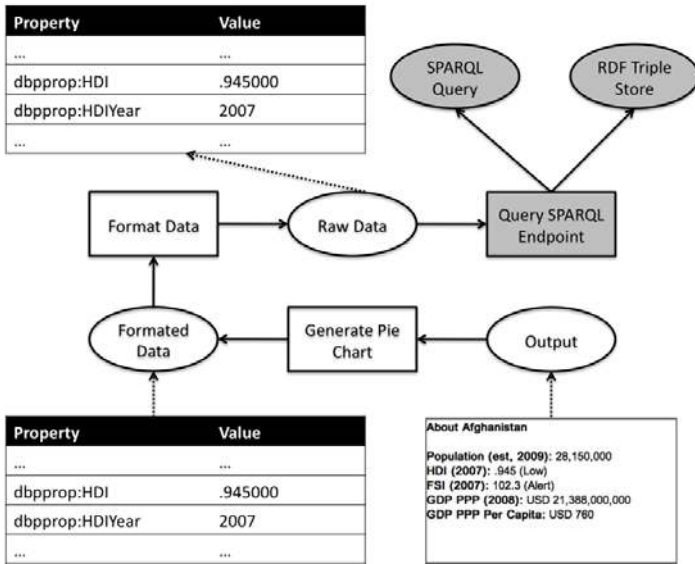 Property Value
... ...
dbpprop:HDI .945000
dbpprop:HDIYear 2007
... ...
SPARQL
Query
RDF Triple
Store
Format Data
Raw Data
Query SPARQL
Endpoint
Formated
Data
Generate Pie
Chart
Output
Property Value
... ...
dbpprop:HDI .945000
dbpprop:HDIYear 2007
... ...
About Afghanistan
Population (est, 2009): 28,150,000
HDI (2007): .945 (Low)
FSI (2007): 102.3 (Alert)
GDP PPP (2008): USD 21,388,000,000
GDP PPP Per Capita: USD 760